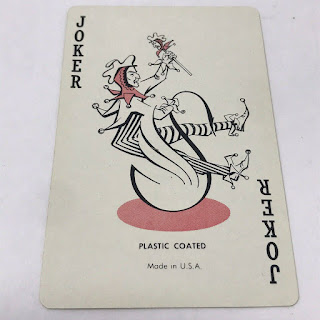 JOKER
PLASTIC COATED
Made in U.S.A.
JOKER